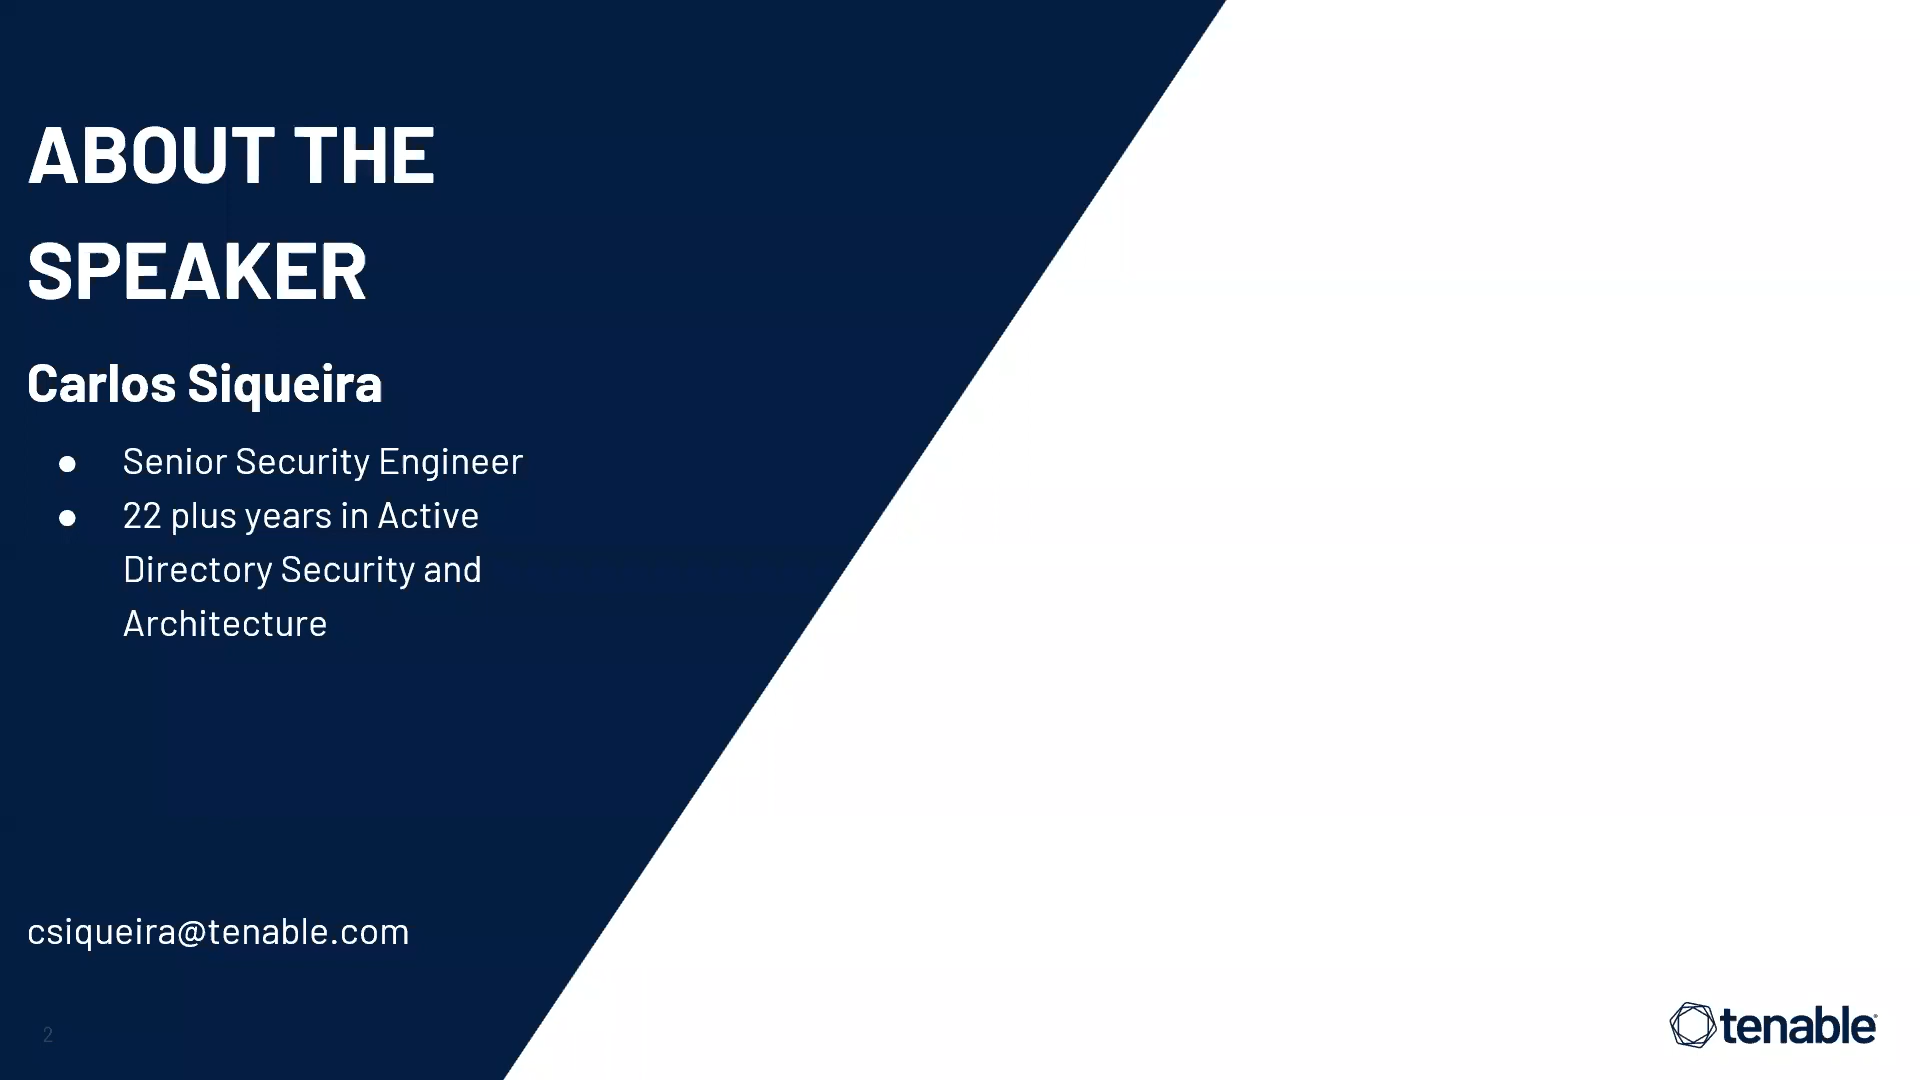 ABOUT THE
SPEAKER
Carlos Siqueira
● Senior Security Engineer
● 22 plus years in Active
Directory Security and
Architecture
csiqueira@tenable.com
2
tenable